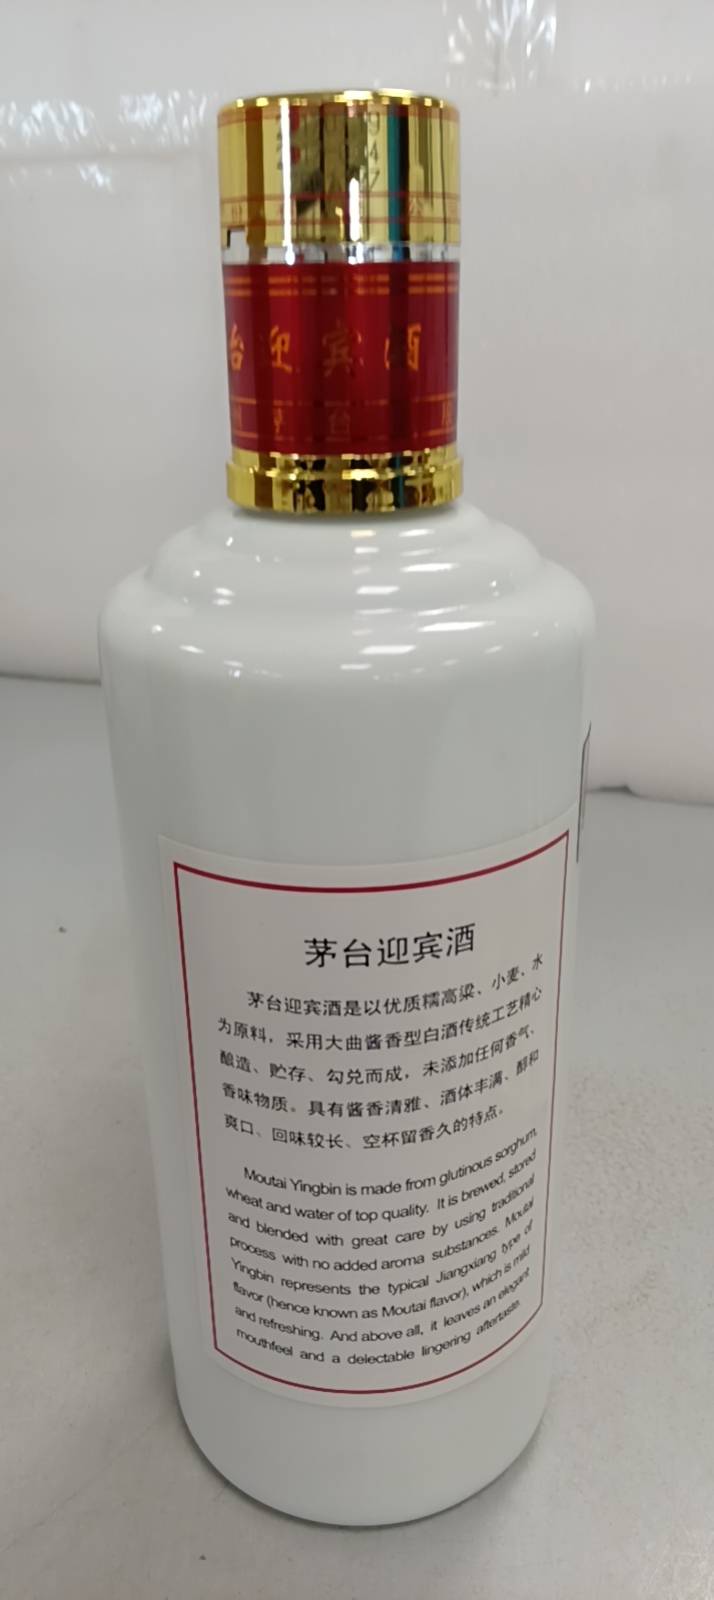 台迎宾酒
台
茅台迎宾酒
茅台迎宾酒是以优质糯高粱、小麦、水
为原料，采用大曲酱香型白酒传统工艺精心
酿造、贮存、勾兑而成，未添加任何香气、
香味物质。具有酱香清雅、酒体丰满、醇和
爽口、回味较长、空杯留香久的特点。
Moutai Yingbin is made from glutinous sorghum,
wheat and water of top quality. It is brewed, stored
and blended with great care by using traditional
process with no added aroma substances. Moutai
Yingbin represents the typical Jiangxiang type of
flavor (hence known as Moutai flavor), which is mild
and refreshing. And above all, it leaves an elegant
mouthfeel and a delectable lingering aftertaste.